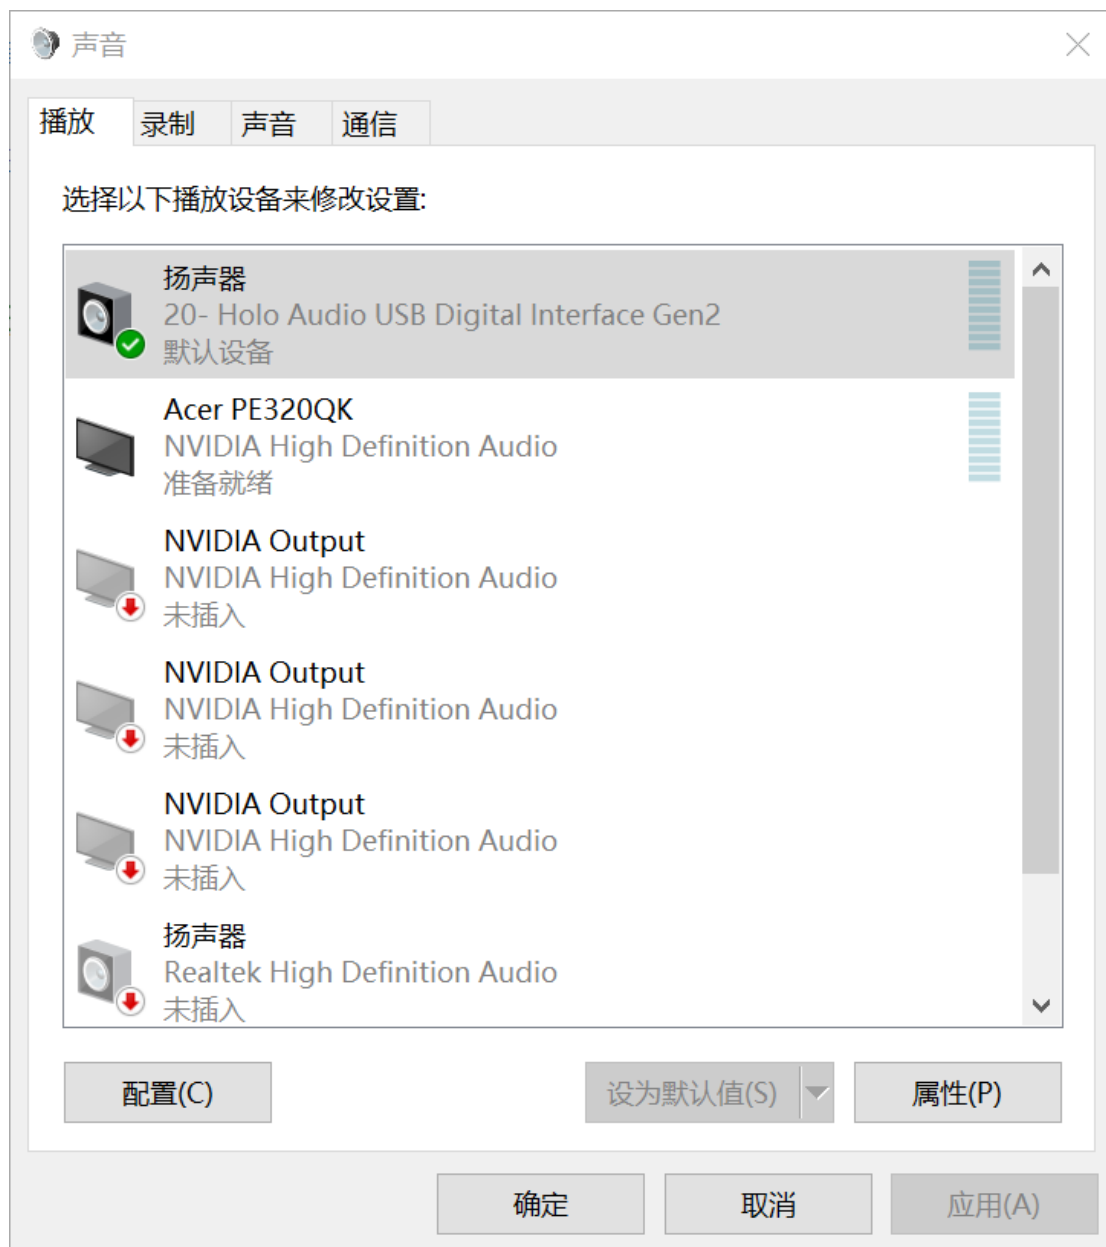 声音
播放 录制 声音 通信
选择以下播放设备来修改设置:
扬声器
20- Holo Audio USB Digital Interface Gen2
默认设备
Acer PE320QK
NVIDIA High Definition Audio
准备就绪
NVIDIA Output
NVIDIA High Definition Audio
未插入
NVIDIA Output
NVIDIA High Definition Audio
未插入
NVIDIA Output
NVIDIA High Definition Audio
未插入
扬声器
Realtek High Definition Audio
未插入
配置(C) 设为默认值(S) 属性(P)
确定 取消 应用(A)